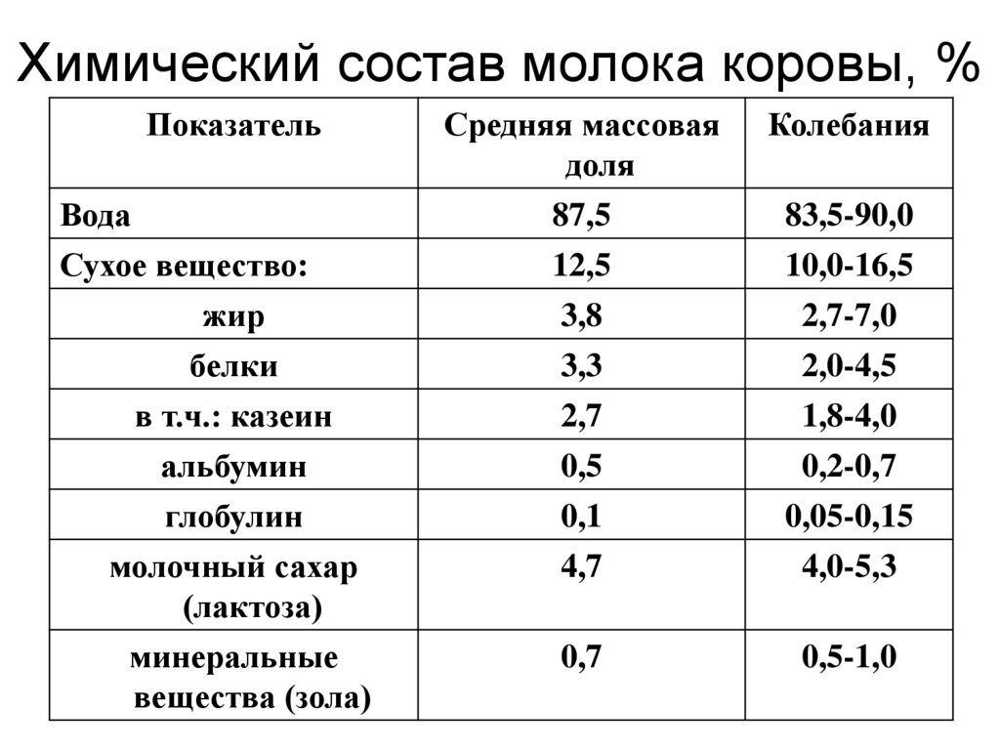 Химический состав молока коровы, %
Показатель Средняя массовая доля Колебания
Вода 87,5 83,5-90,0
Сухое вещество: 12,5 10,0-16,5
жир 3,8 2,7-7,0
белки 3,3 2,0-4,5
в т.ч.: казеин 2,7 1,8-4,0
альбумин 0,5 0,2-0,7
глобулин 0,1 0,05-0,15
молочный сахар (лактоза) 4,7 4,0-5,3
минеральные вещества (зола) 0,7 0,5-1,0